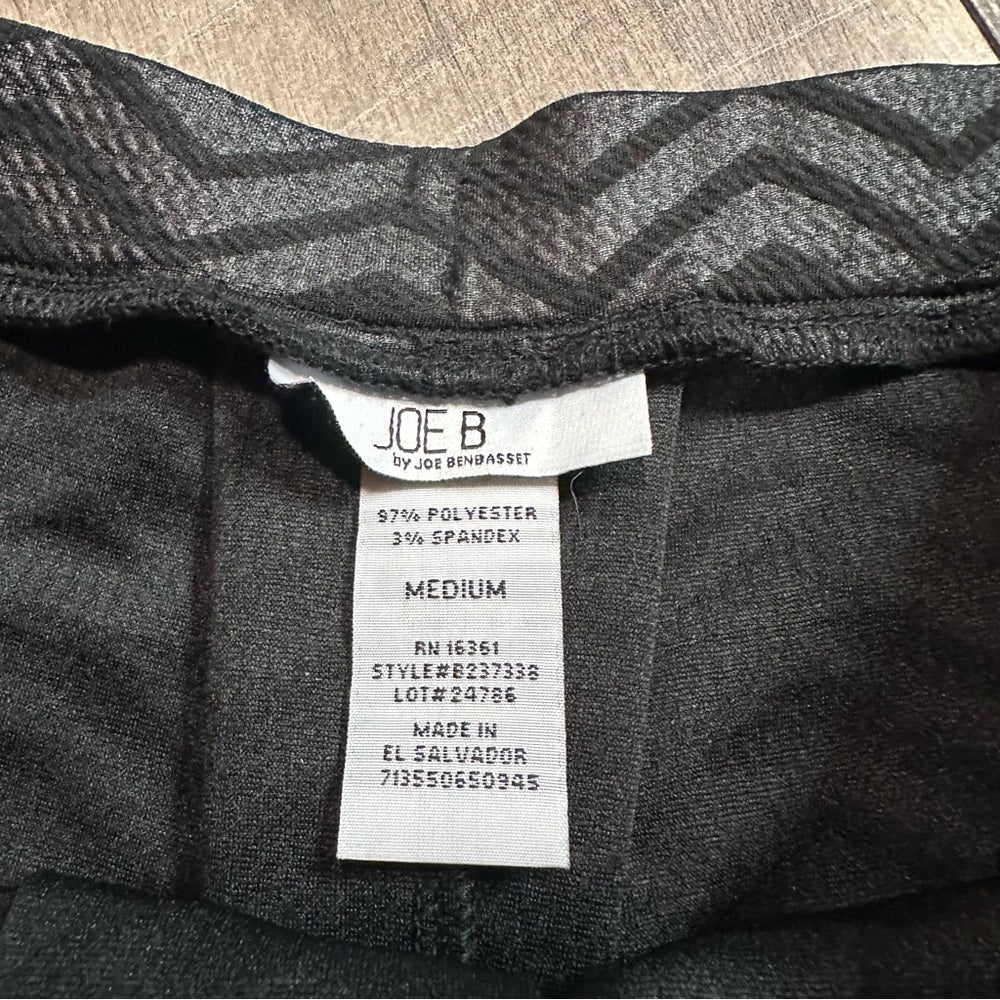 JOE B
by JOE BENBASSET
97% POLYESTER
3% SPANDEX
MEDIUM
RN 16361
STYLE#B237338
LOT#24786
MADE IN
EL SALVADOR
713550650945